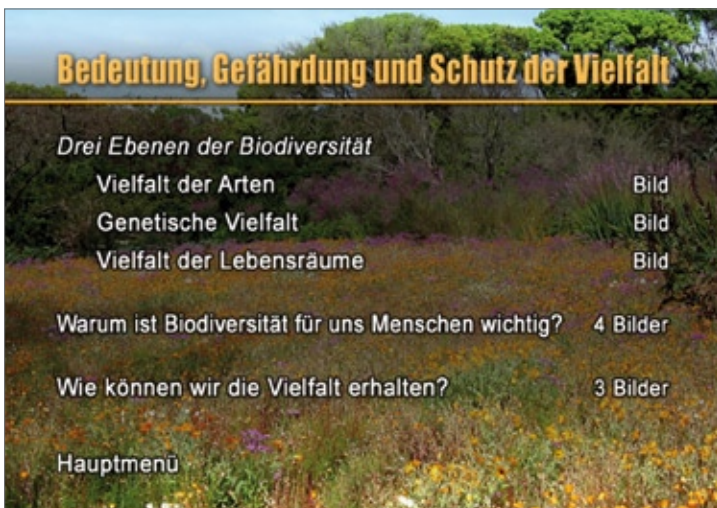 Bedeutung, Gefährdung und Schutz der Vielfalt
Drei Ebenen der Biodiversität
Vielfalt der Arten Bild
Genetische Vielfalt Bild
Vielfalt der Lebensräume Bild
Warum ist Biodiversität für uns Menschen wichtig? 4 Bilder
Wie können wir die Vielfalt erhalten? 3 Bilder
Hauptmenü